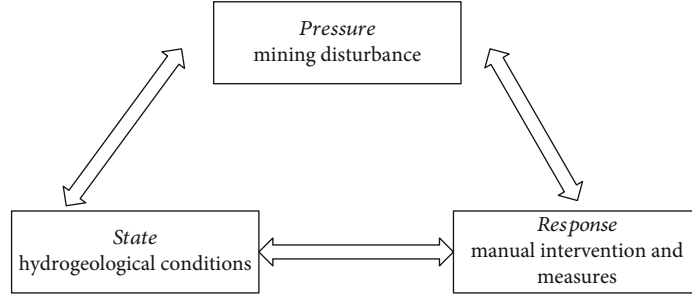 Pressure
mining disturbance
State
hydrogeological conditions
Response
manual intervention and
measures